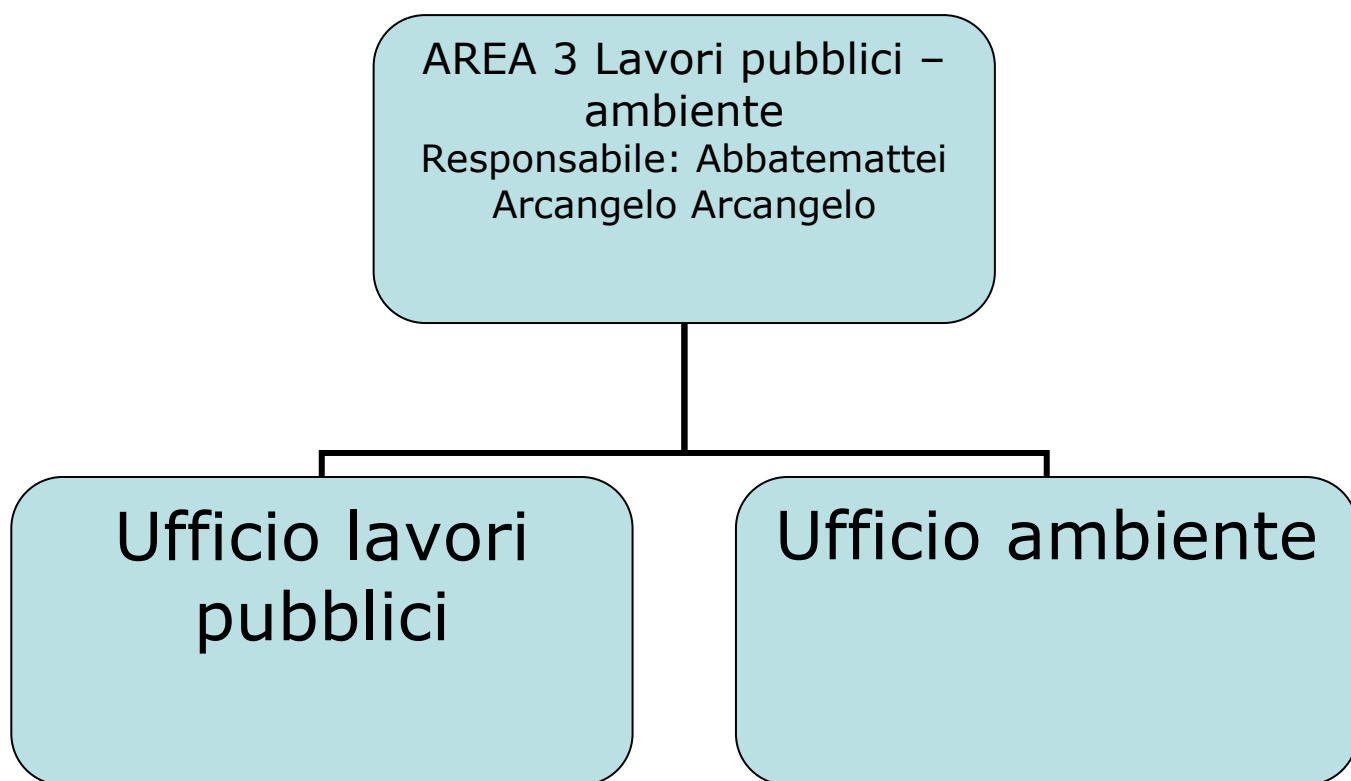 AREA 3 Lavori pubblici –
ambiente
Responsabile: Abbatemattei
Arcangelo Arcangelo
Ufficio lavori
pubblici
Ufficio ambiente